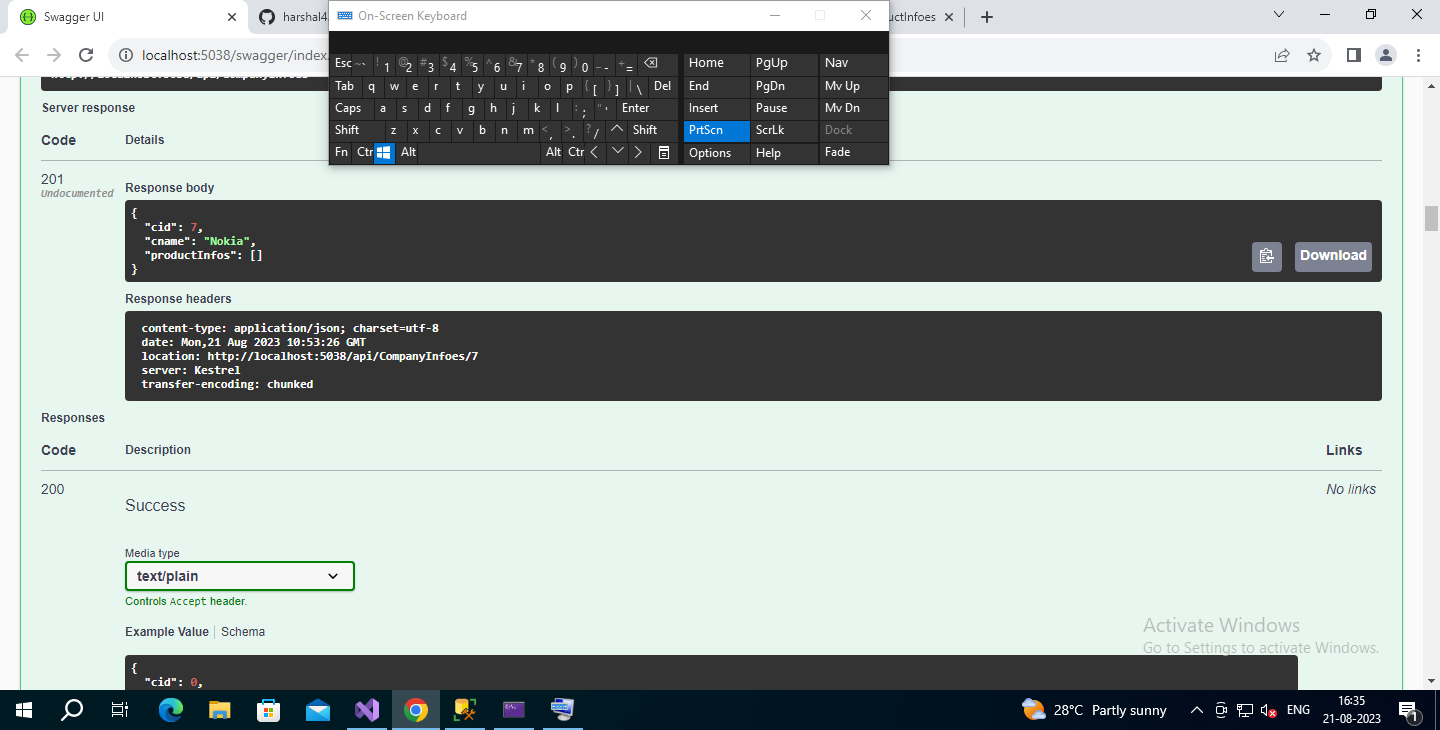 Swagger UI
harshal4
On-Screen Keyboard
uctInfoes
localhost:5038/swagger/index.
Esc ~ ` ! 1 @ 2 # 3 $ 4 % 5 ^ 6 & 7 * 8 ( 9 ) 0 _ - + = Home PgUp Nav
Tab q w e r t y u i o p { [ } ] | \ Del End PgDn Mv Up
Caps a s d f g h j k l : ; " ' Enter Insert Pause Mv Dn
Shift z x c v b n m < , > . ? / Shift PrtScn ScrLk Dock
Fn Ctr Alt Alt Ctr Options Help Fade
Server response
Code Details
201
Undocumented
Response body
{
"cid": 7,
"cname": "Nokia",
"productInfos": []
}
Download
Response headers
content-type: application/json; charset=utf-8
date: Mon,21 Aug 2023 10:53:26 GMT
location: http://localhost:5038/api/CompanyInfoes/7
server: Kestrel
transfer-encoding: chunked
Responses
Code Description Links
200 No links
Success
Media type
text/plain
Controls Accept header.
Example Value Schema
{
"cid": 0,
Activate Windows
Go to Settings to activate Windows.
28°C Partly sunny
ENG
16:35
21-08-2023
1